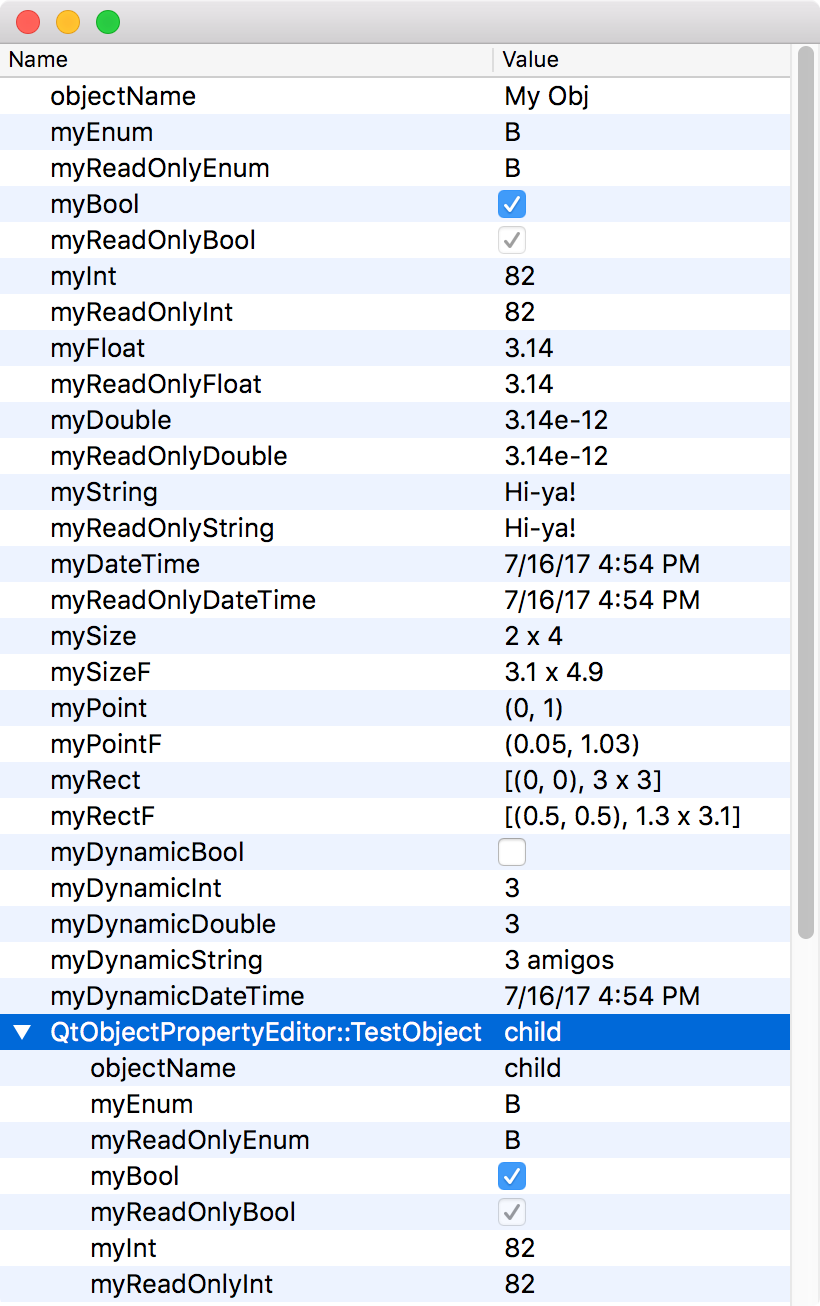 Name Value
objectName My Obj
myEnum B
myReadOnlyEnum B
myBool
myReadOnlyBool
myInt 82
myReadOnlyInt 82
myFloat 3.14
myReadOnlyFloat 3.14
myDouble 3.14e-12
myReadOnlyDouble 3.14e-12
myString Hi-ya!
myReadOnlyString Hi-ya!
myDateTime 7/16/17 4:54 PM
myReadOnlyDateTime 7/16/17 4:54 PM
mySize 2 x 4
mySizeF 3.1 x 4.9
myPoint (0, 1)
myPointF (0.05, 1.03)
myRect [(0, 0), 3 x 3]
myRectF [(0.5, 0.5), 1.3 x 3.1]
myDynamicBool
myDynamicInt 3
myDynamicDouble 3
myDynamicString 3 amigos
myDynamicDateTime 7/16/17 4:54 PM
QtObjectPropertyEditor::TestObject child
objectName child
myEnum B
myReadOnlyEnum B
myBool
myReadOnlyBool
myInt 82
myReadOnlyInt 82